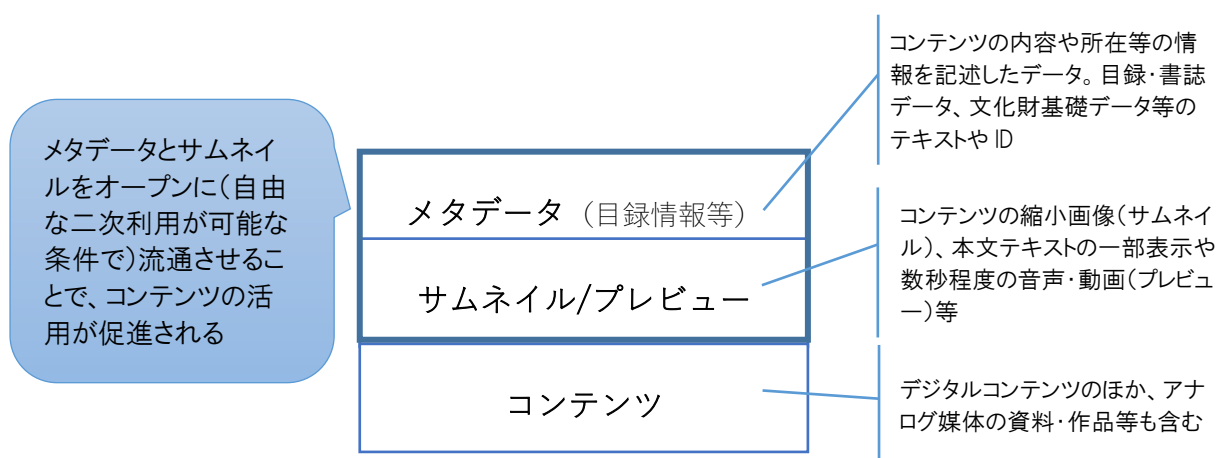 メタデータとサムネイ
ルをオープンに(自由
な二次利用が可能な
条件で)流通させるこ
とで、コンテンツの活
用が促進される
メタデータ（目録情報等）
サムネイル/プレビュー
コンテンツ
コンテンツの内容や所在等の情
報を記述したデータ。目録・書誌
データ、文化財基礎データ等の
テキストや ID
コンテンツの縮小画像(サムネイ
ル)、本文テキストの一部表示や
数秒程度の音声・動画(プレビュ
ー)等
デジタルコンテンツのほか、アナ
ログ媒体の資料・作品等も含む